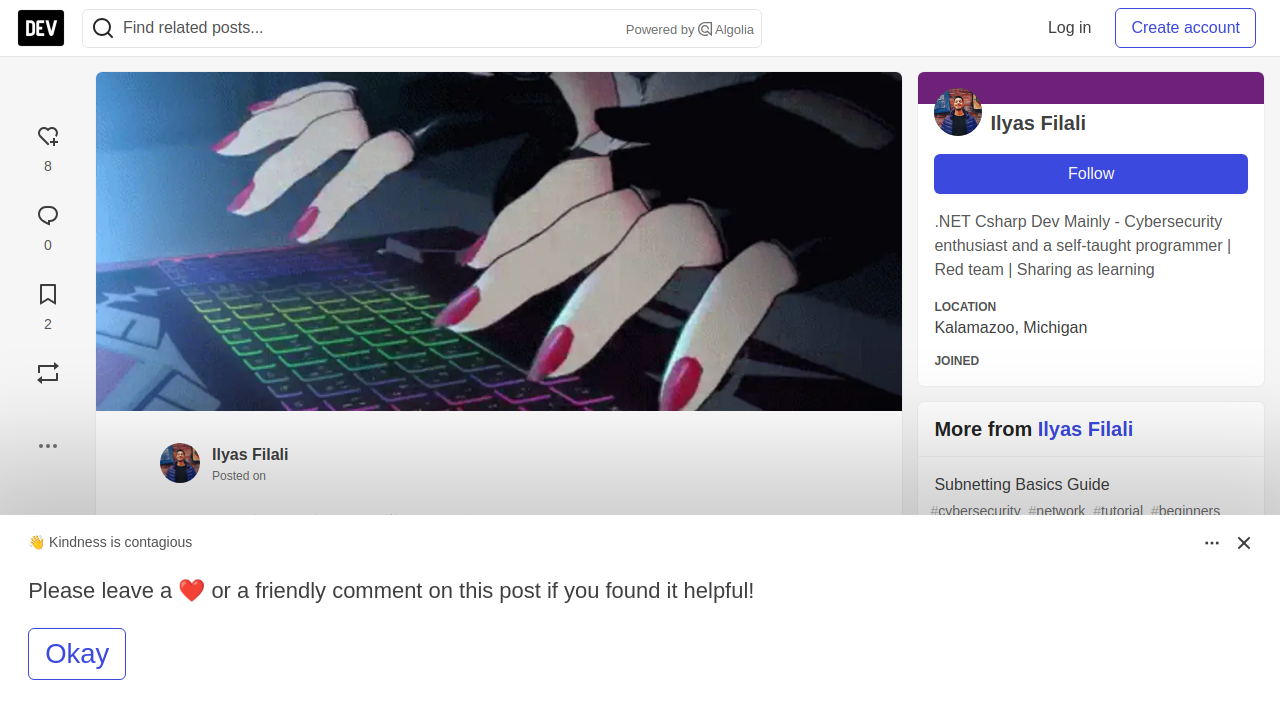 DEV
Find related posts...
Powered by Algolia
Log in
Create account
8
0
2
Ilyas Filali
Follow
.NET Csharp Dev Mainly - Cybersecurity
enthusiast and a self-taught programmer |
Red team | Sharing as learning
LOCATION
Kalamazoo, Michigan
JOINED
More from Ilyas Filali
Subnetting Basics Guide
#cybersecurity #network #tutorial #beginners
Ilyas Filali
Posted on
👋 Kindness is contagious
Please leave a ❤️ or a friendly comment on this post if you found it helpful!
Okay